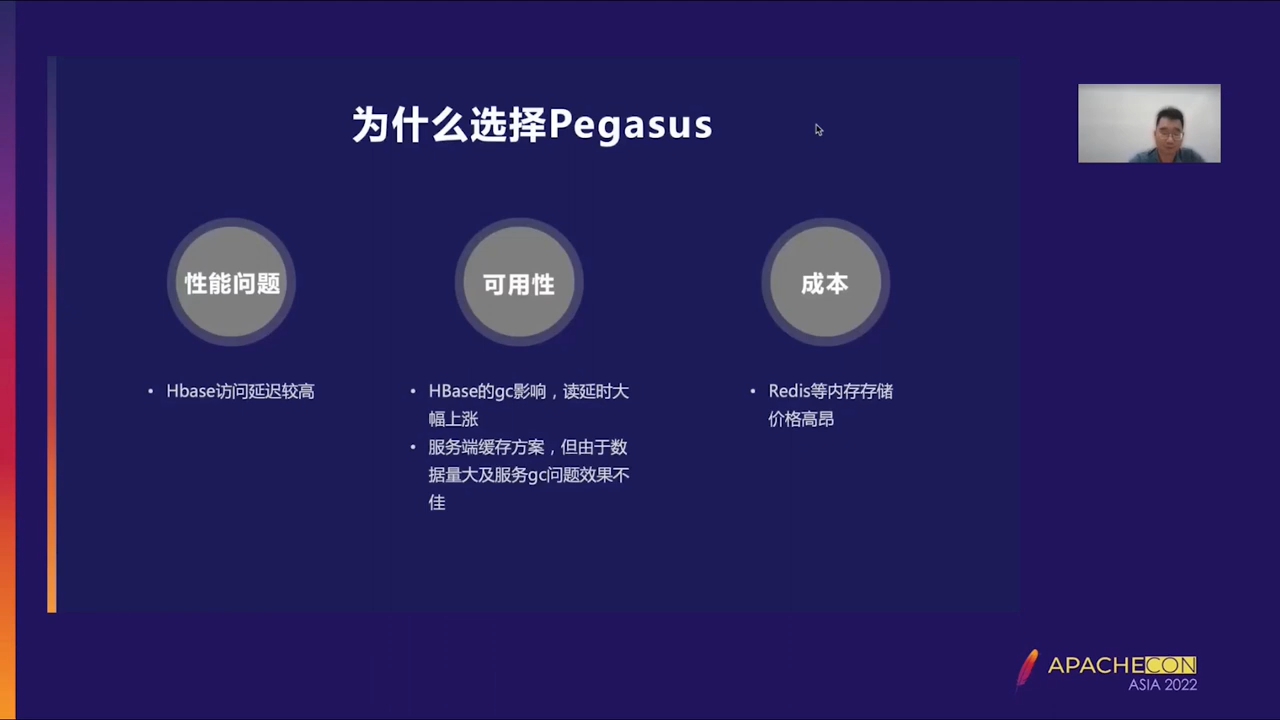 为什么选择Pegasus
性能问题
可用性
成本
• Hbase访问延迟较高
• HBase的gc影响，读延时大
幅上涨
• 服务端缓存方案，但由于数
据量大及服务gc问题效果不
佳
• Redis等内存存储
价格高昂
APACHECON
ASIA 2022